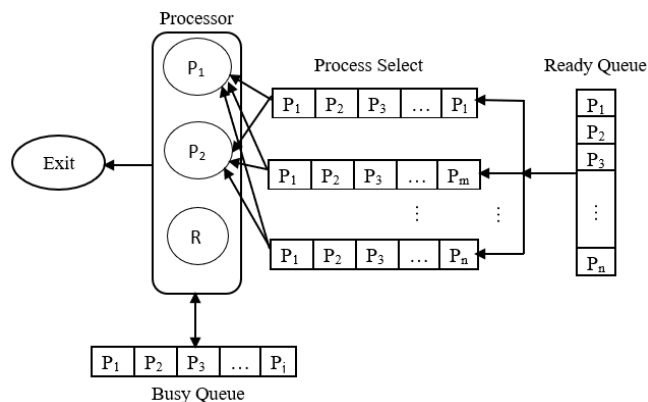 Processor
Process Select
Ready Queue
P1
P1 P2 P3 ... P1
P1
P2
P3
⋮
Pn
P2
Exit
P1 P2 P3 ... Pm
⋮ ⋮
R
P1 P2 P3 ... Pn
P1 P2 P3 ... Pj
Busy Queue